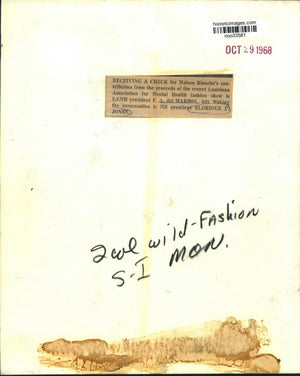 historicimages.com
noo33581
OCT 29 1968
RECEIVING A CHECK for Maison Blanche's con-
tribution from the proceeds of the recent Louisiana
Association for Mental Health fashion show is
LAMH president F. A. del MARMOL, left. Making
the presentation is MB president ELDRIDGE P.
JONES.
2 col wild-FASHION
S-I MON.